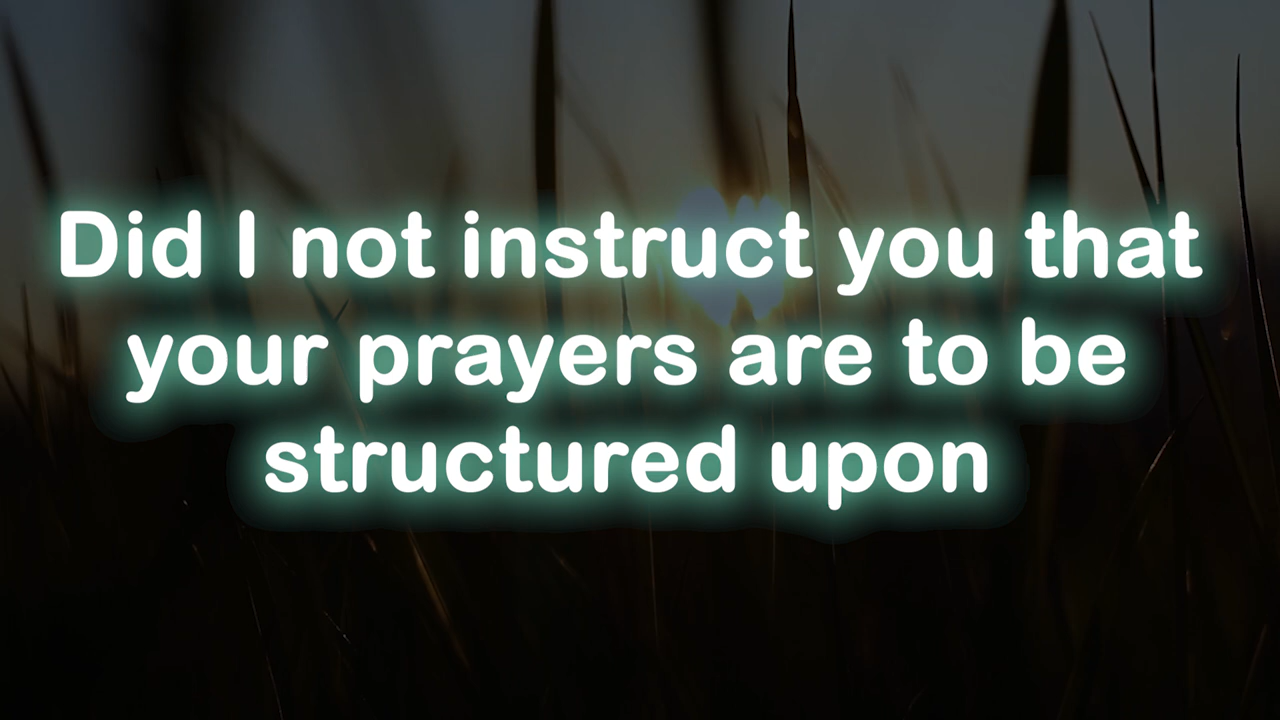 Did I not instruct you that
your prayers are to be
structured upon